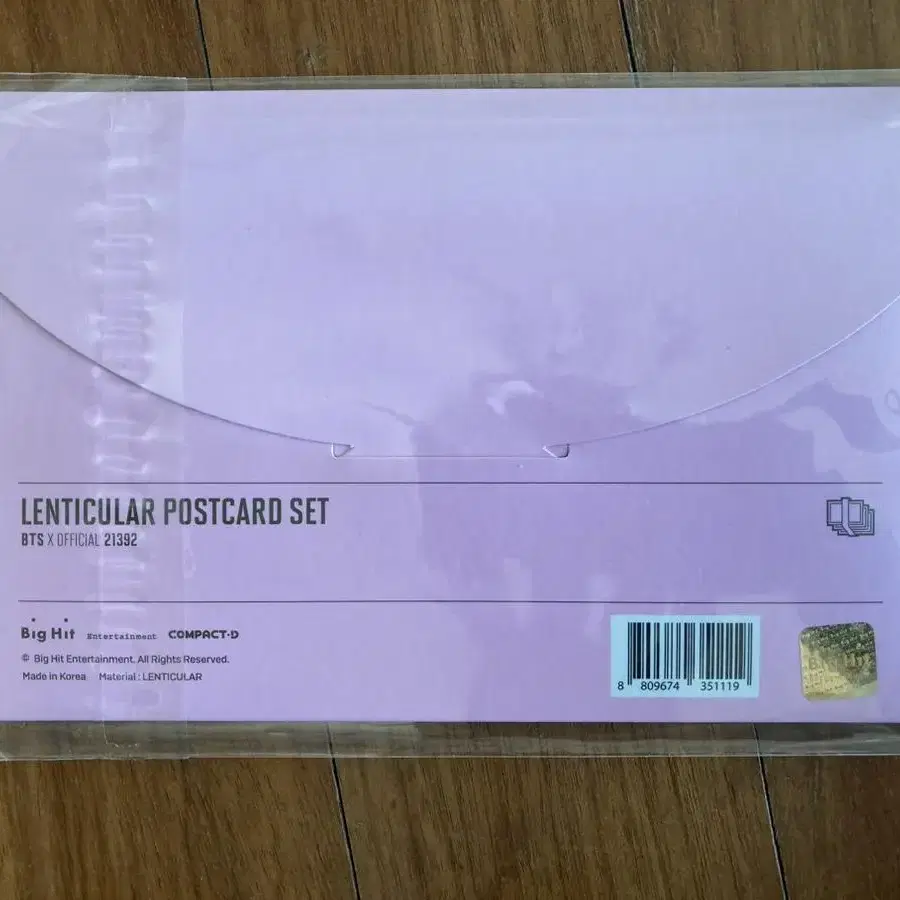 LENTICULAR POSTCARD SET
BTS X OFFICIAL 21392
Big Hit Entertainment COMPACT·D
© Big Hit Entertainment. All Rights Reserved.
Made in Korea Material : LENTICULAR
8 809674 351119